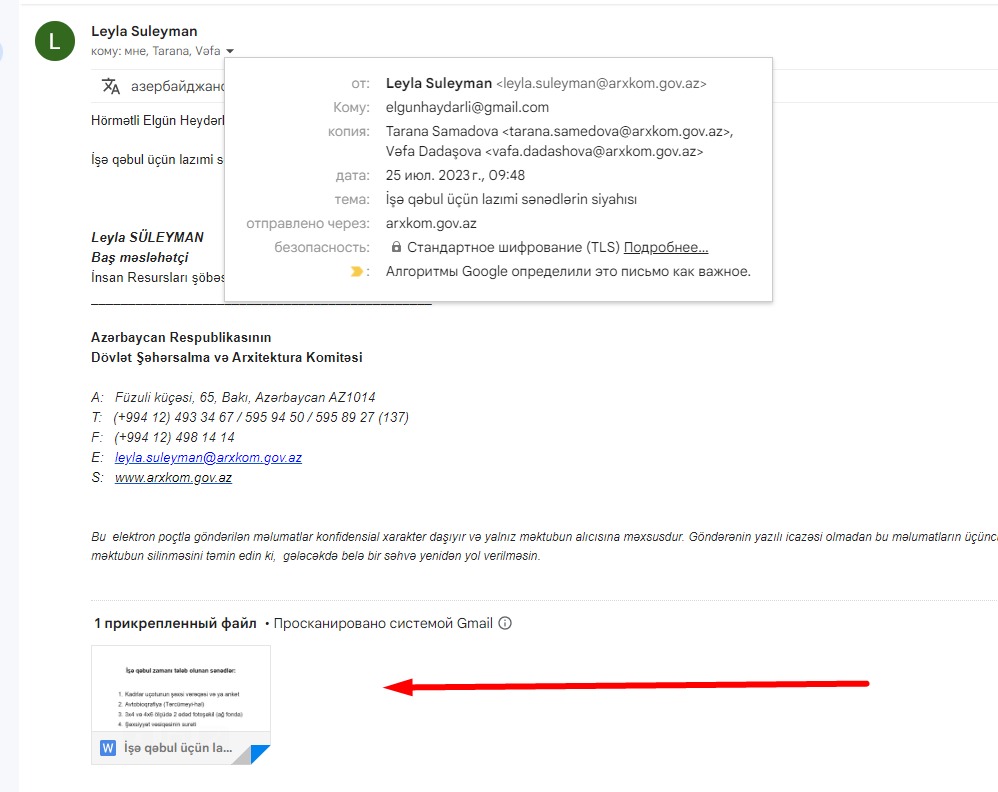 L
Leyla Suleyman
кому: мне, Tarana, Vəfa
азербайджанс
от: Leyla Suleyman <leyla.suleyman@arxkom.gov.az>
Кому: elgunhaydarli@gmail.com
копия: Tarana Samadova <tarana.samedova@arxkom.gov.az>,
Vəfa Dadaşova <vafa.dadashova@arxkom.gov.az>
дата: 25 июл. 2023 г., 09:48
тема: İşə qəbul üçün lazımi sənədlərin siyahısı
отправлено через: arxkom.gov.az
безопасность: Стандартное шифрование (TLS) Подробнее...
: Алгоритмы Google определили это письмо как важное.
Hörmətli Elgün Heydərl
İşə qəbul üçün lazımi s
Leyla SÜLEYMAN
Baş məsləhətçi
İnsan Resursları şöbəs
Azərbaycan Respublikasının
Dövlət Şəhərsalma və Arxitektura Komitəsi
A: Füzuli küçəsi, 65, Bakı, Azərbaycan AZ1014
T: (+994 12) 493 34 67 / 595 94 50 / 595 89 27 (137)
F: (+994 12) 498 14 14
E: leyla.suleyman@arxkom.gov.az
S: www.arxkom.gov.az
Bu elektron poçtla göndərilən məlumatlar konfidensial xarakter daşıyır və yalnız məktubun alıcısına məxsusdur. Göndərənin yazılı icazəsi olmadan bu məlumatların üçünc
məktubun silinməsini təmin edin ki, gələcəkdə belə bir səhvə yenidən yol verilməsin.
1 прикрепленный файл • Просканировано системой Gmail
İşə qəbul zamanı tələb olunan sənədlər:
1. Kadrlar uçotunun şəxsi vərəqəsi və ya anket
2. Avtobioqrafiya (Tərcümeyi-hal)
3. 3x4 və 4x6 ölçüdə 2 ədəd fotoşəkil (ağ fonda)
4. Şəxsiyyət vəsiqəsinin surəti
W İşə qəbul üçün la...